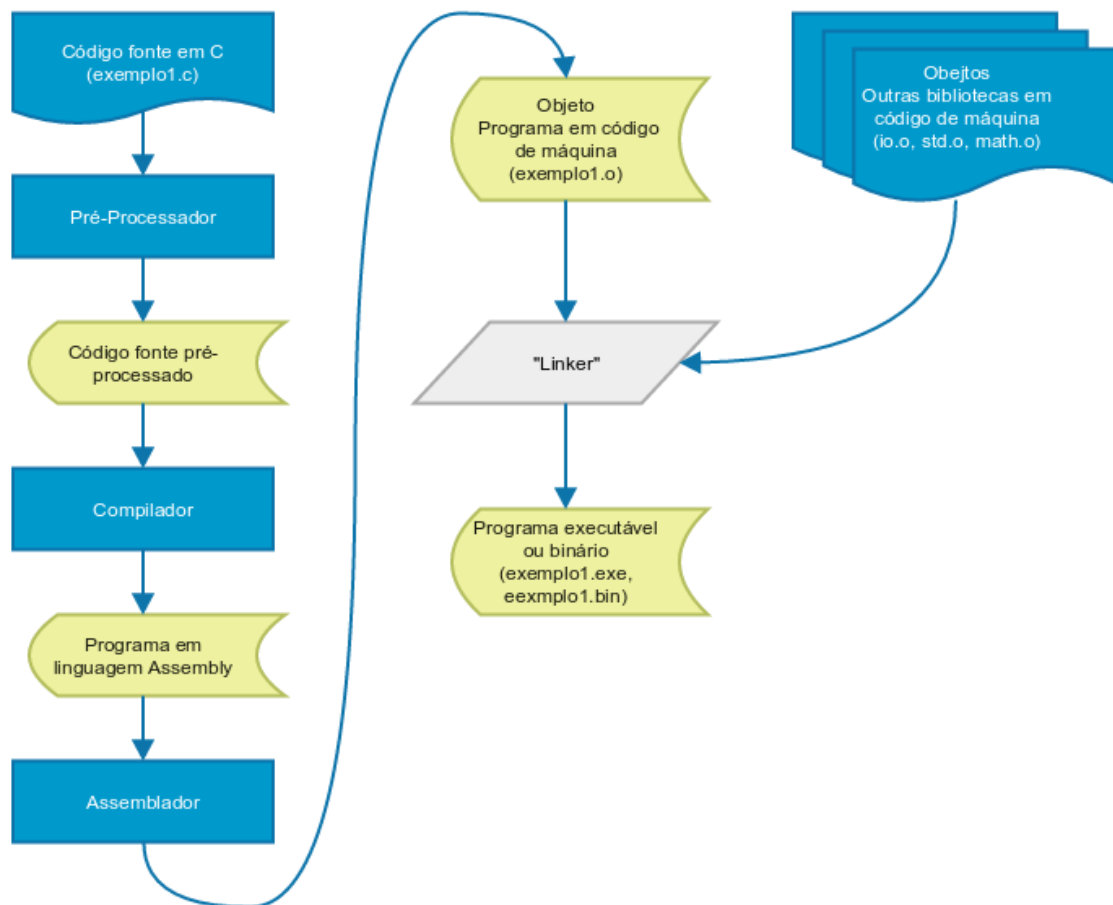 Código fonte em C
(exemplo1.c)
Pré-Processador
Código fonte pré-
processado
Compilador
Programa em
linguagem Assembly
Assemblador
Objeto
Programa em código
de máquina
(exemplo1.o)
"Linker"
Programa executável
ou binário
(exemplo1.exe,
eexmplo1.bin)
Obejtos
Outras bibliotecas em
código de máquina
(io.o, std.o, math.o)